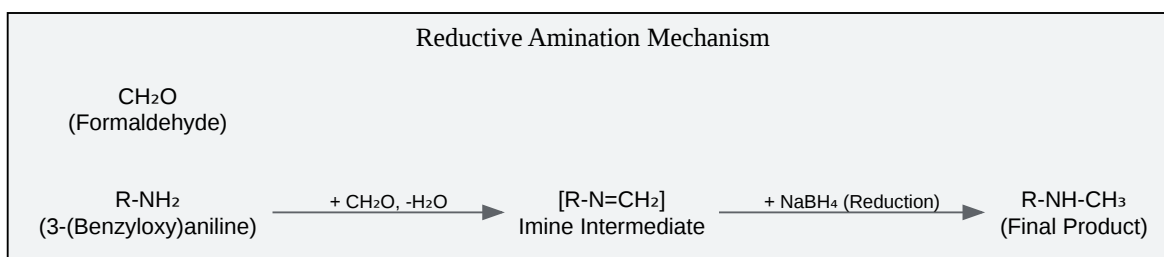 Reductive Amination Mechanism
CH₂O
(Formaldehyde)
R-NH₂
(3-(Benzyloxy)aniline)
+ CH₂O, -H₂O
[R-N=CH₂]
Imine Intermediate
+ NaBH₄ (Reduction)
R-NH-CH₃
(Final Product)